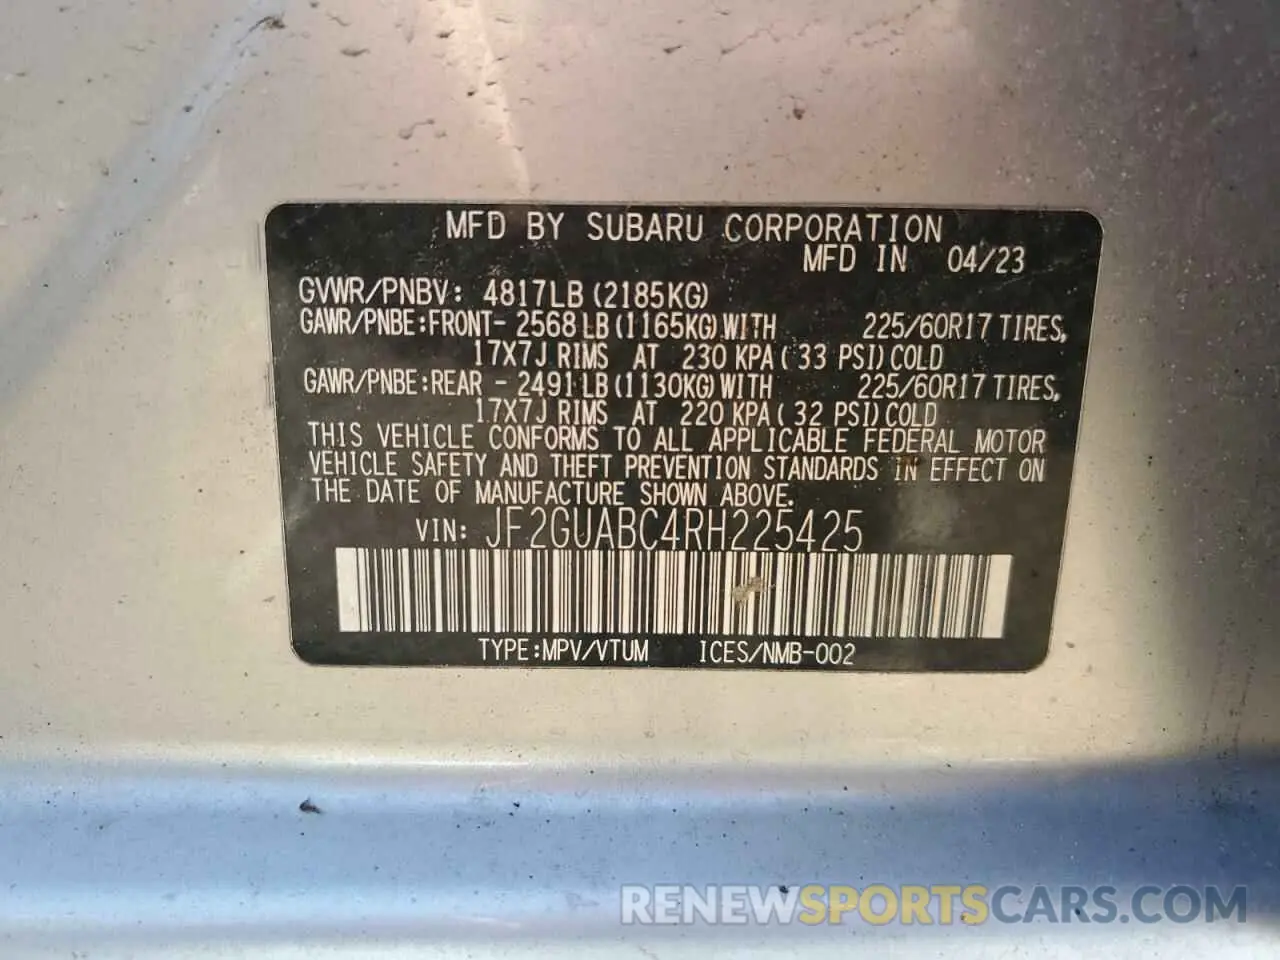 MFD BY SUBARU CORPORATION
MFD IN 04/23
GVWR/PNBV: 4817LB (2185KG)
GAWR/PNBE:FRONT- 2568 LB (1165KG) WITH 225/60R17 TIRES,
17X7J RIMS AT 230 KPA ( 33 PSI) COLD
GAWR/PNBE:REAR - 2491 LB (1130KG) WITH 225/60R17 TIRES,
17X7J RIMS AT 220 KPA ( 32 PSI) COLD
THIS VEHICLE CONFORMS TO ALL APPLICABLE FEDERAL MOTOR
VEHICLE SAFETY AND THEFT PREVENTION STANDARDS IN EFFECT ON
THE DATE OF MANUFACTURE SHOWN ABOVE.
VIN: JF2GUABC4RH225425
TYPE:MPV/VTUM ICES/NMB-002
RENEWSPORTSCARS.COM